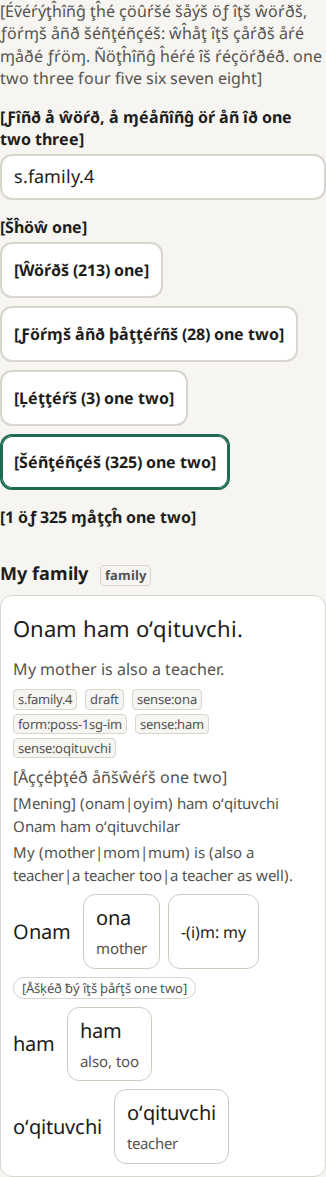 [Ëṽéŕýţĥîñĝ ţĥé çöûŕšé šåýš öƒ îţš ŵöŕðš,
ƒöŕɱš åñð šéñţéñçéš: ŵĥåţ îţš çåŕðš åŕé
ɱåðé ƒŕöɱ. Ñöţĥîñĝ ĥéŕé îš ŕéçöŕðéð. one
two three four five six seven eight]
[Ƒîñð å ŵöŕð, å ɱéåñîñĝ öŕ åñ îð one
two three]
s.family.4
[Šĥöŵ one]
[Ŵöŕðš (213) one]
[Ƒöŕɱš åñð þåţţéŕñš (28) one two]
[Ļéţţéŕš (3) one two]
[Šéñţéñçéš (325) one two]
[1 öƒ 325 ɱåţçĥ one two]
My family family
Onam ham oʻqituvchi.
My mother is also a teacher.
s.family.4 draft sense:ona
form:poss-1sg-im sense:ham
sense:oqituvchi
[Åççéþţéð åñšŵéŕš one two]
[Mening] (onam|oyim) ham oʻqituvchi
Onam ham oʻqituvchilar
My (mother|mom|mum) is (also a
teacher|a teacher too|a teacher as well).
Onam ona -(i)m: my
mother
[Åšķéð ƀý îţš þåŕţš one two]
ham ham
also, too
oʻqituvchi oʻqituvchi
teacher